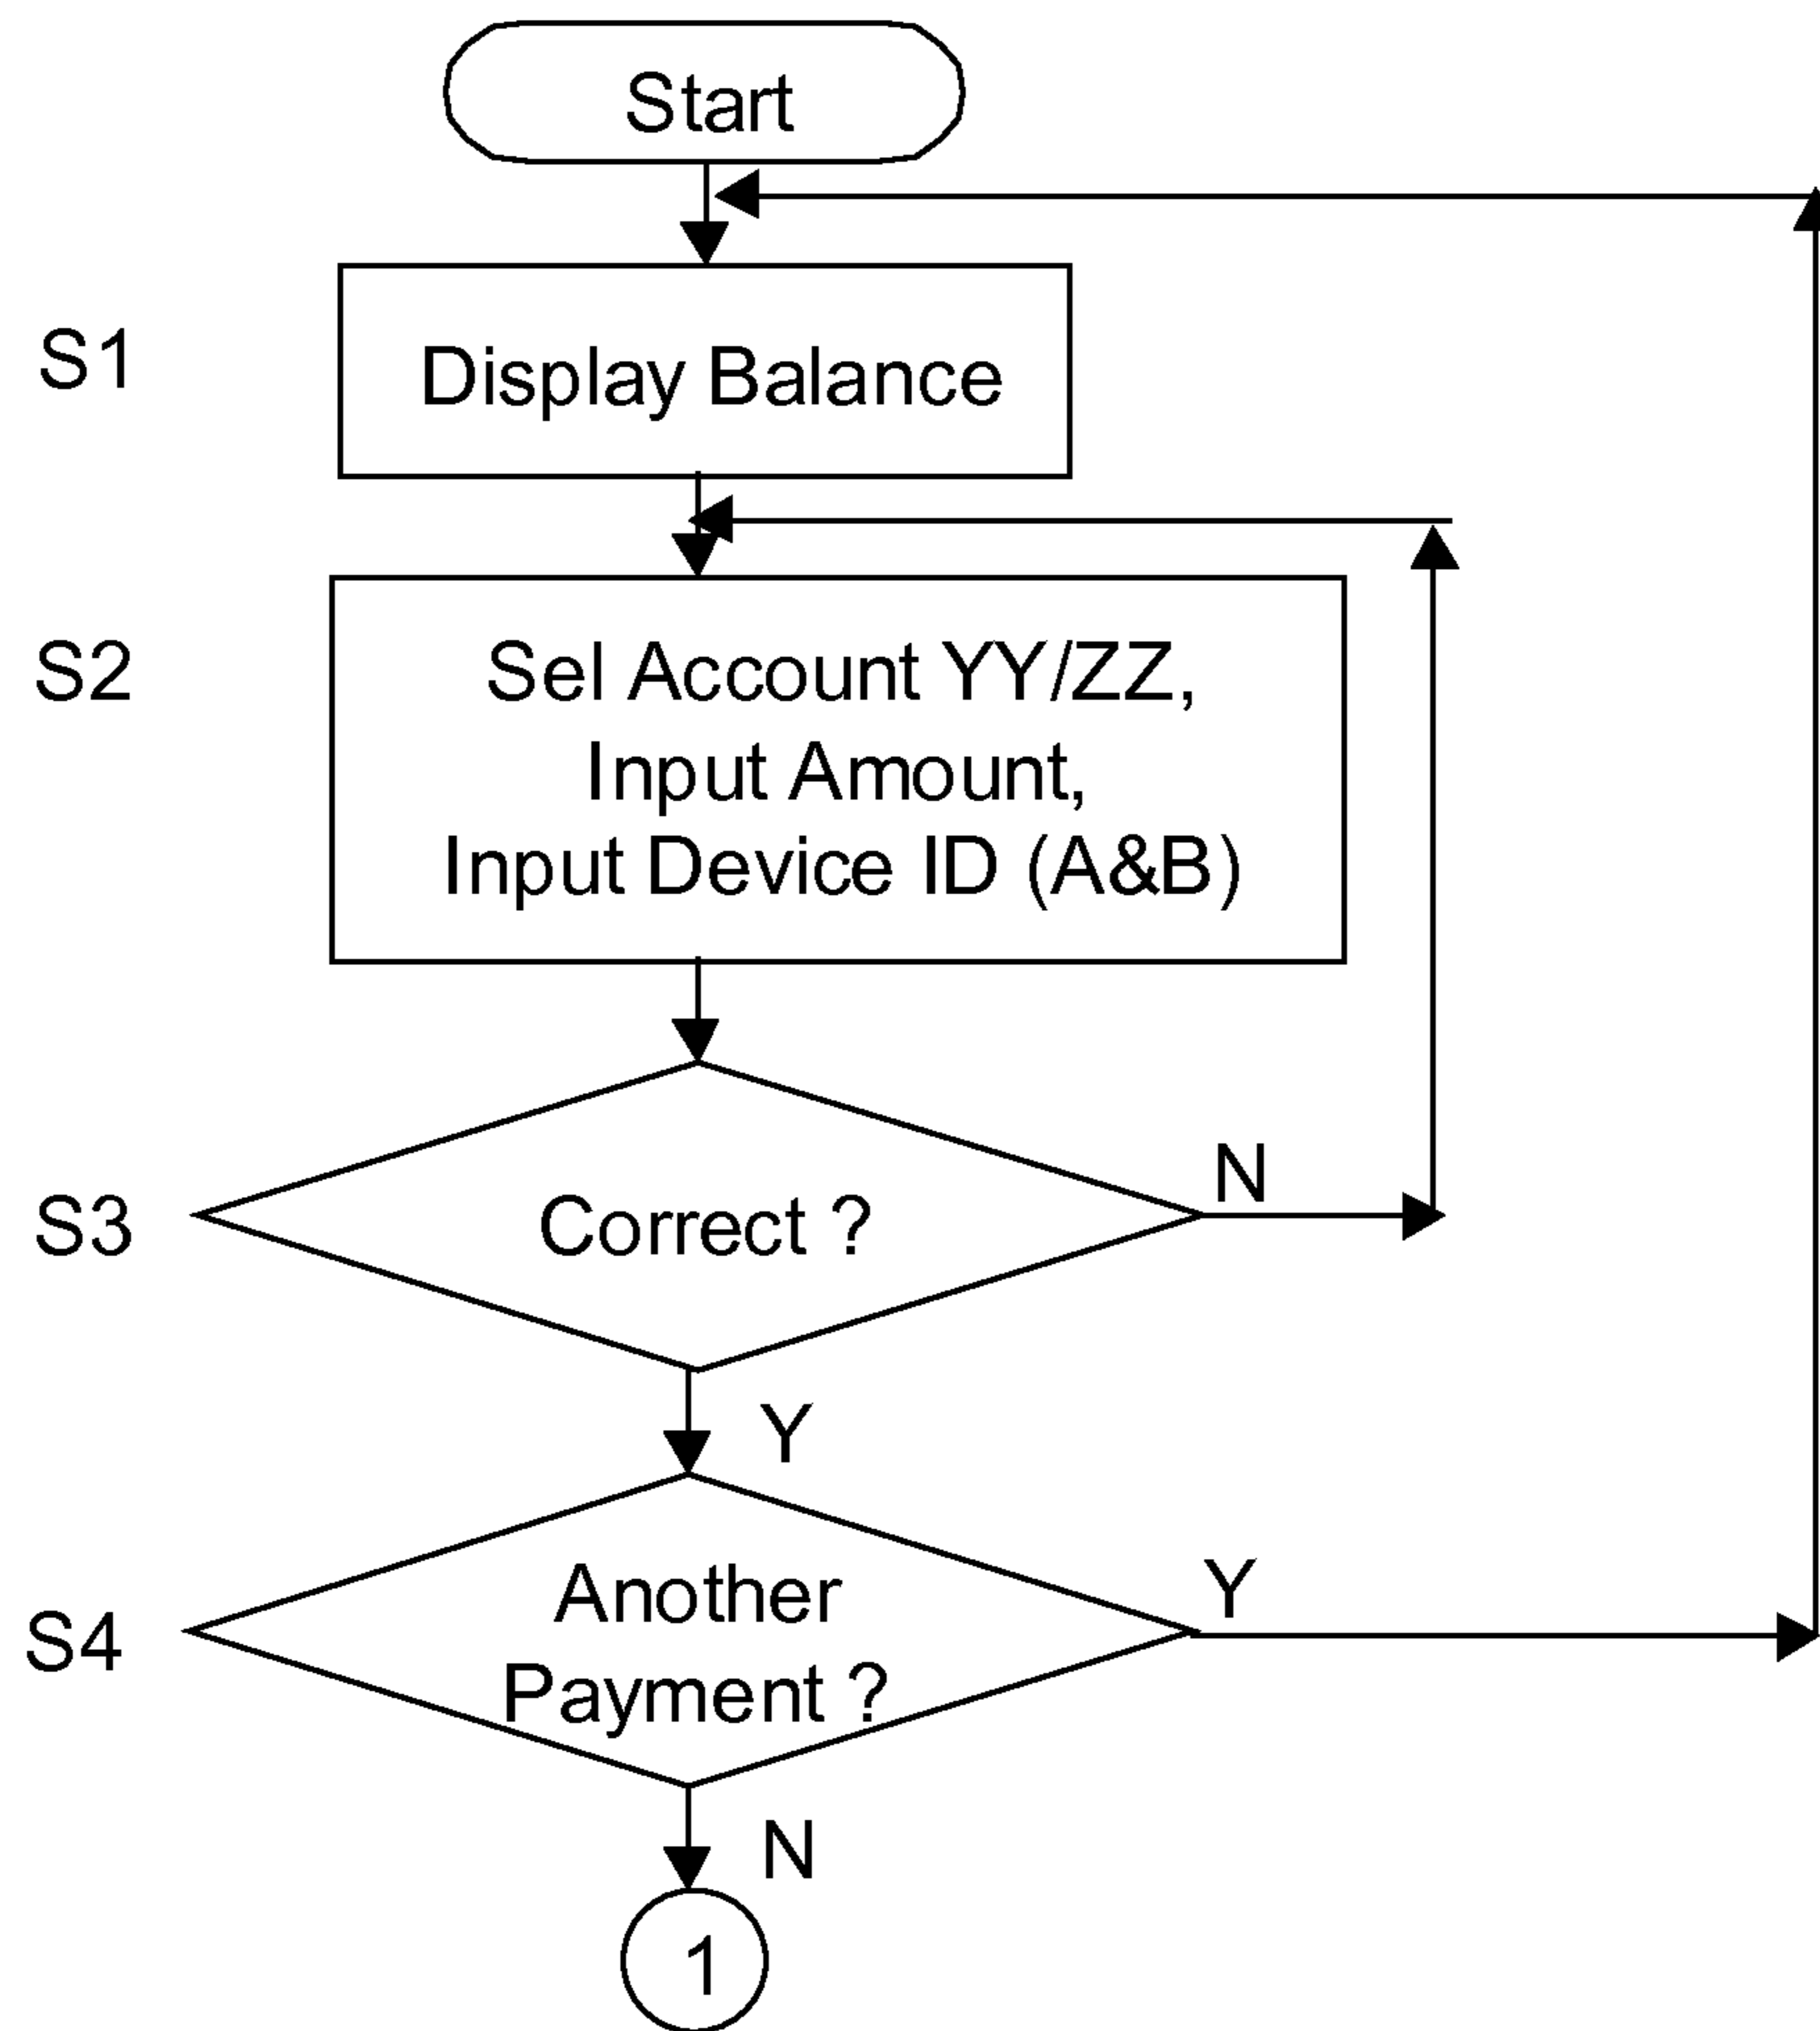 Start
S1
Display Balance
S2
Sel Account YY/ZZ,
Input Amount,
Input Device ID (A&B)
S3
Correct ?
N
Y
S4
Another
Payment ?
Y
N
1